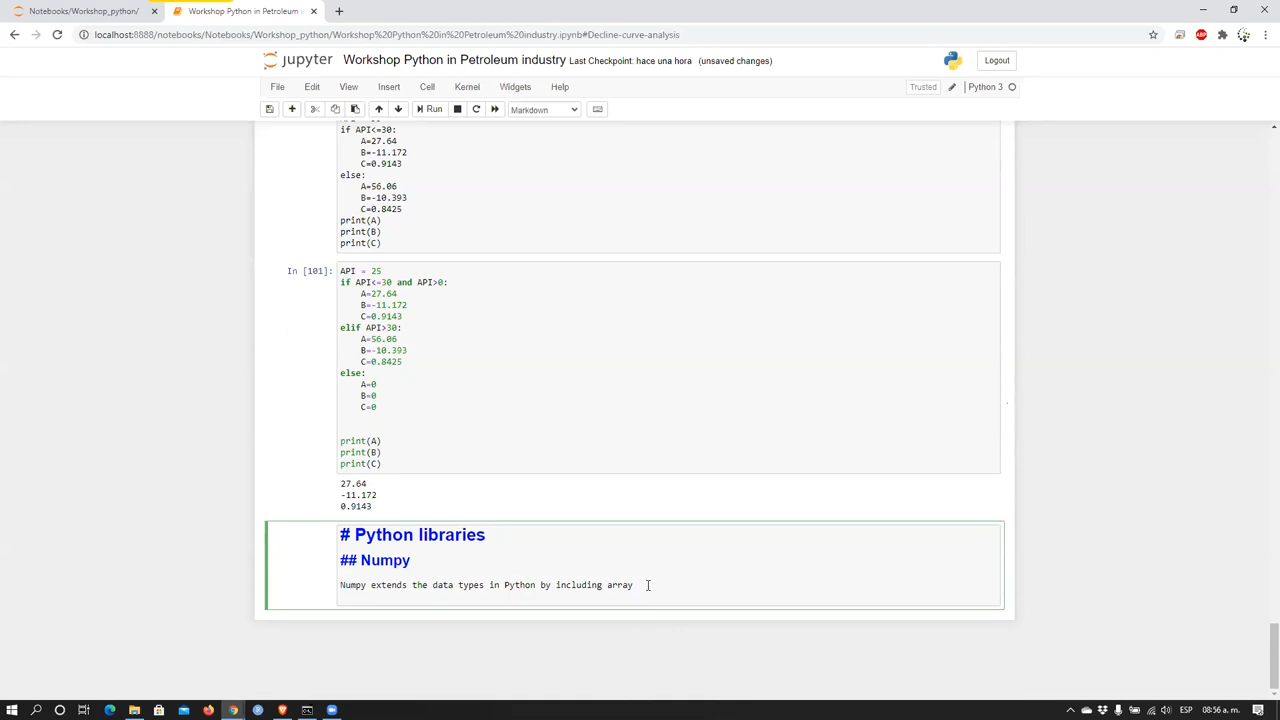 Notebooks/Workshop_python/
Workshop Python in Petroleum is
localhost:8888/notebooks/Notebooks/Workshop_python/Workshop%20Python%20in%20Petroleum%20industry.ipynb#Decline-curve-analysis
jupyter Workshop Python in Petroleum industry Last Checkpoint: hace una hora (unsaved changes)
Logout
File Edit View Insert Cell Kernel Widgets Help
Trusted Python 3
Run Markdown
if API<=30:
A=27.64
B=-11.172
C=0.9143
else:
A=56.06
B=-10.393
C=0.8425
print(A)
print(B)
print(C)
In [101]:
API = 25
if API<=30 and API>0:
A=27.64
B=-11.172
C=0.9143
elif API>30:
A=56.06
B=-10.393
C=0.8425
else:
A=0
B=0
C=0
print(A)
print(B)
print(C)
27.64
-11.172
0.9143
# Python libraries
## Numpy
Numpy extends the data types in Python by including array
ESP 08:56 a. m.